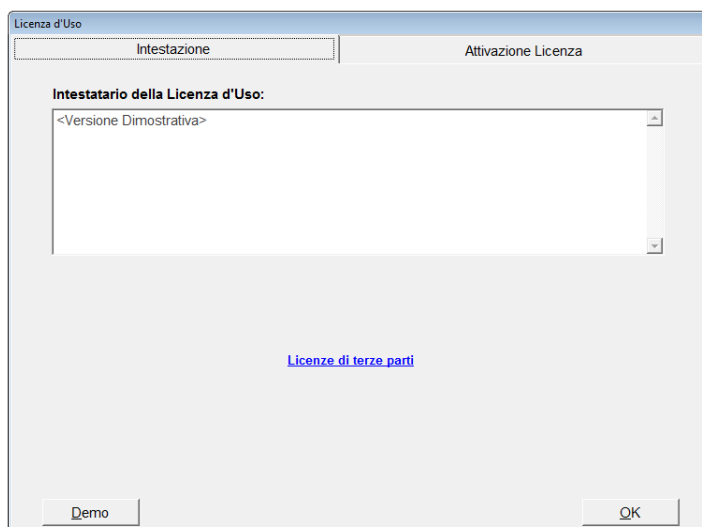 Licenza d'Uso
Intestazione
Attivazione Licenza
Intestatario della Licenza d'Uso:
<Versione Dimostrativa>
Licenze di terze parti
Demo
OK